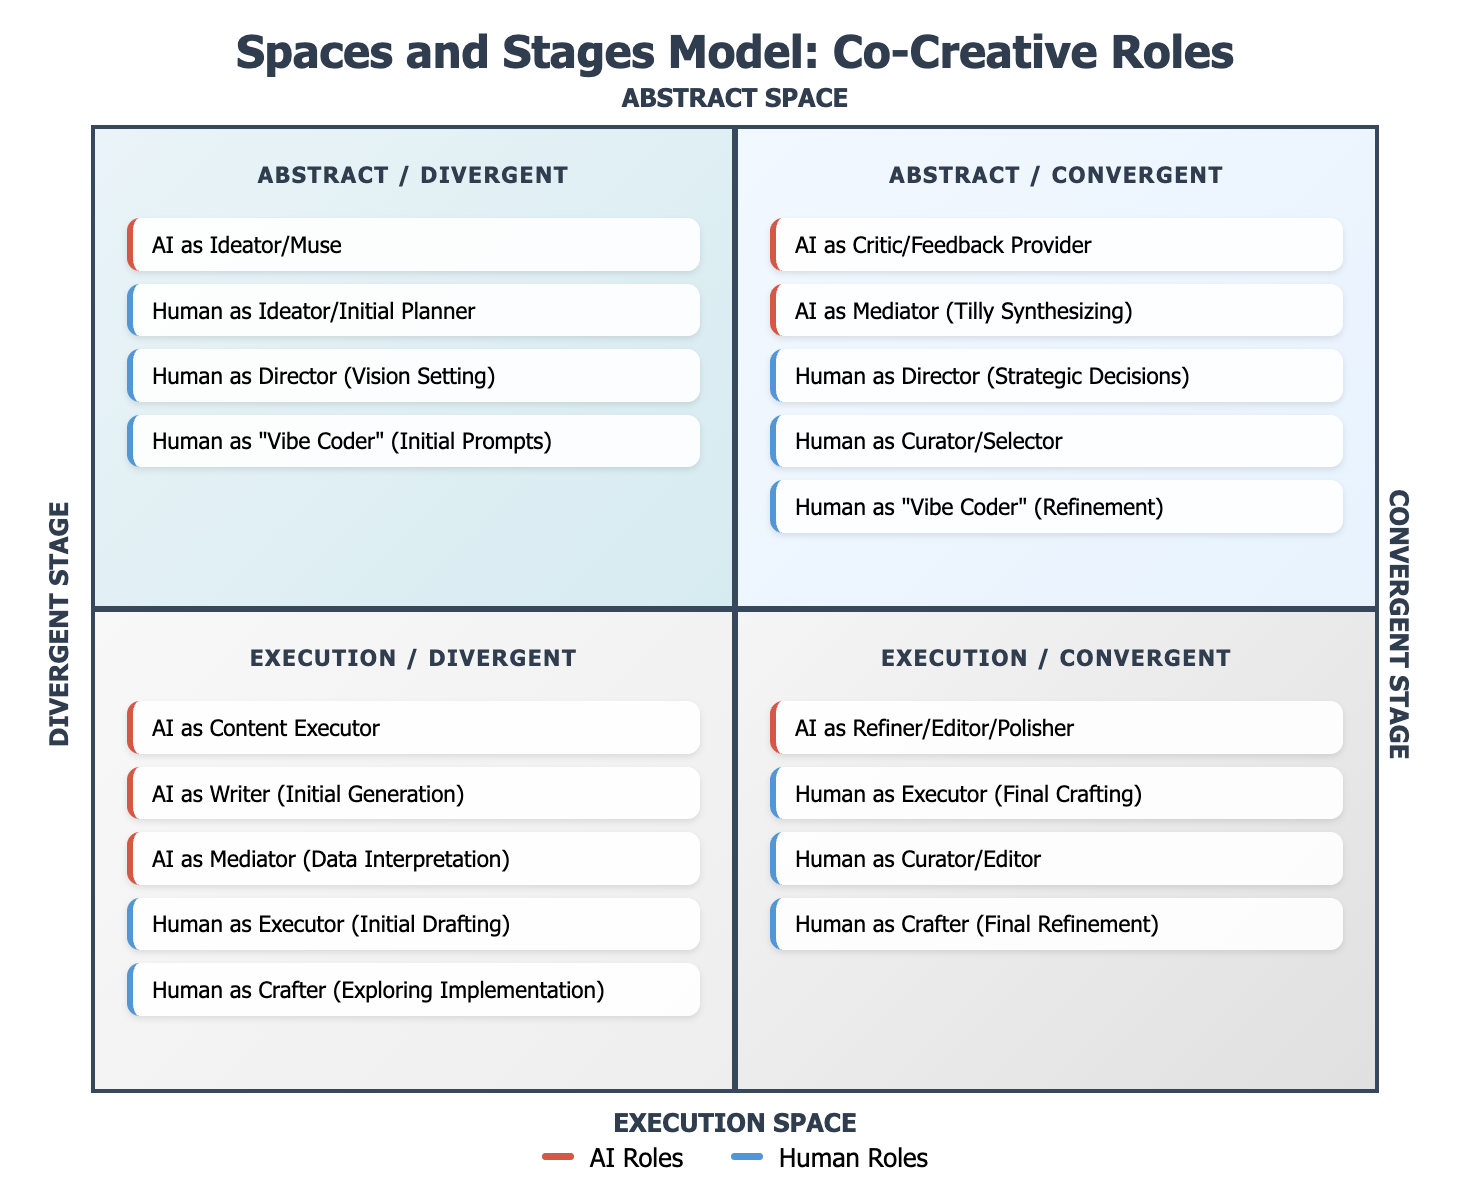 Spaces and Stages Model: Co-Creative Roles
ABSTRACT SPACE
DIVERGENT STAGE
ABSTRACT / DIVERGENT
AI as Ideator/Muse
Human as Ideator/Initial Planner
Human as Director (Vision Setting)
Human as "Vibe Coder" (Initial Prompts)
ABSTRACT / CONVERGENT
AI as Critic/Feedback Provider
AI as Mediator (Tilly Synthesizing)
Human as Director (Strategic Decisions)
Human as Curator/Selector
Human as "Vibe Coder" (Refinement)
CONVERGENT STAGE
EXECUTION / DIVERGENT
AI as Content Executor
AI as Writer (Initial Generation)
AI as Mediator (Data Interpretation)
Human as Executor (Initial Drafting)
Human as Crafter (Exploring Implementation)
EXECUTION / CONVERGENT
AI as Refiner/Editor/Polisher
Human as Executor (Final Crafting)
Human as Curator/Editor
Human as Crafter (Final Refinement)
EXECUTION SPACE
AI Roles
Human Roles